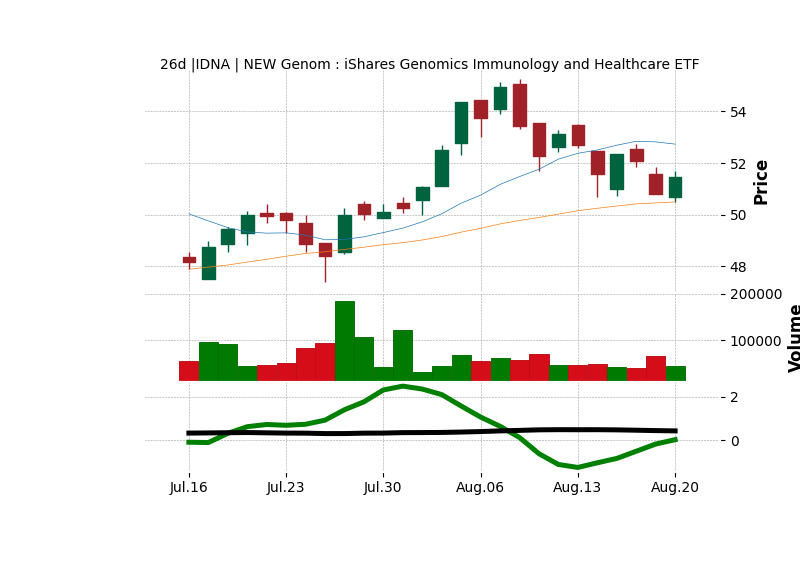 26d |IDNA | NEW Genom : iShares Genomics Immunology and Healthcare ETF
54
52
50
48
Price
200000
100000
Volume
2
0
Jul.16 Jul.23 Jul.30 Aug.06 Aug.13 Aug.20